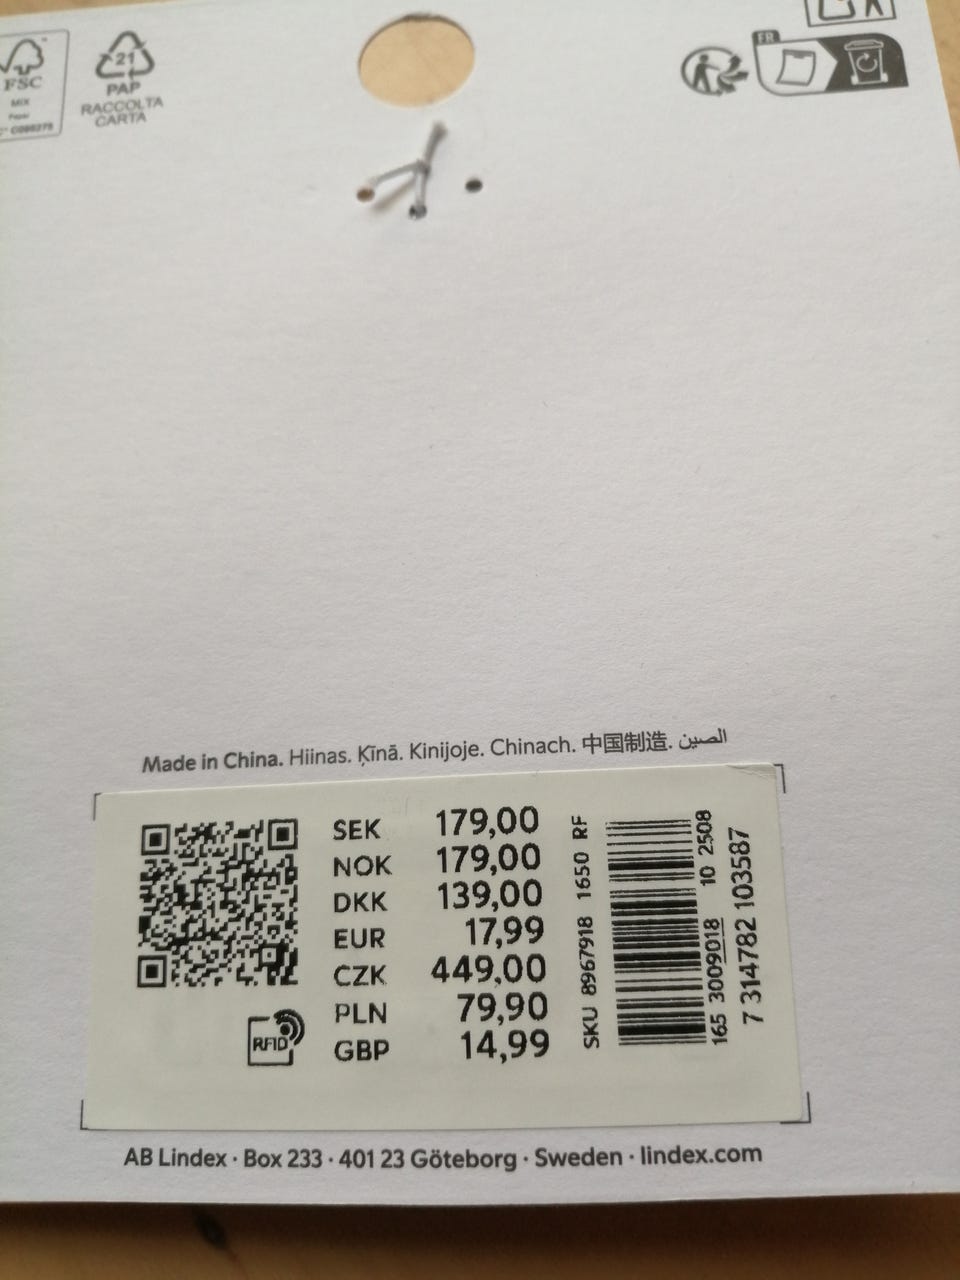 FSC
MIX
Paper
21
PAP
RACCOLTA
CARTA
FR
Made in China. Hiinas. Ķīnā. Kinijoje. Chinach. 中国制造. الصين
SEK 179,00
NOK 179,00
DKK 139,00
EUR 17,99
CZK 449,00
PLN 79,90
GBP 14,99
RFID
SKU 8967918 1650 RF
165 3009018 10 2508
7 314782 103587
AB Lindex · Box 233 · 401 23 Göteborg · Sweden · lindex.com